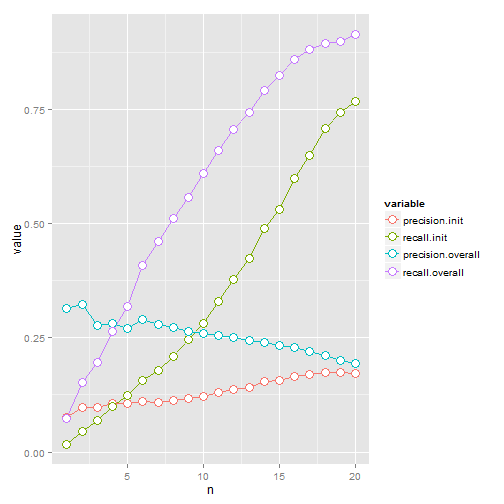 0.75
0.50
0.25
0.00
value
5
10
15
20
n
variable
precision.init
recall.init
precision.overall
recall.overall